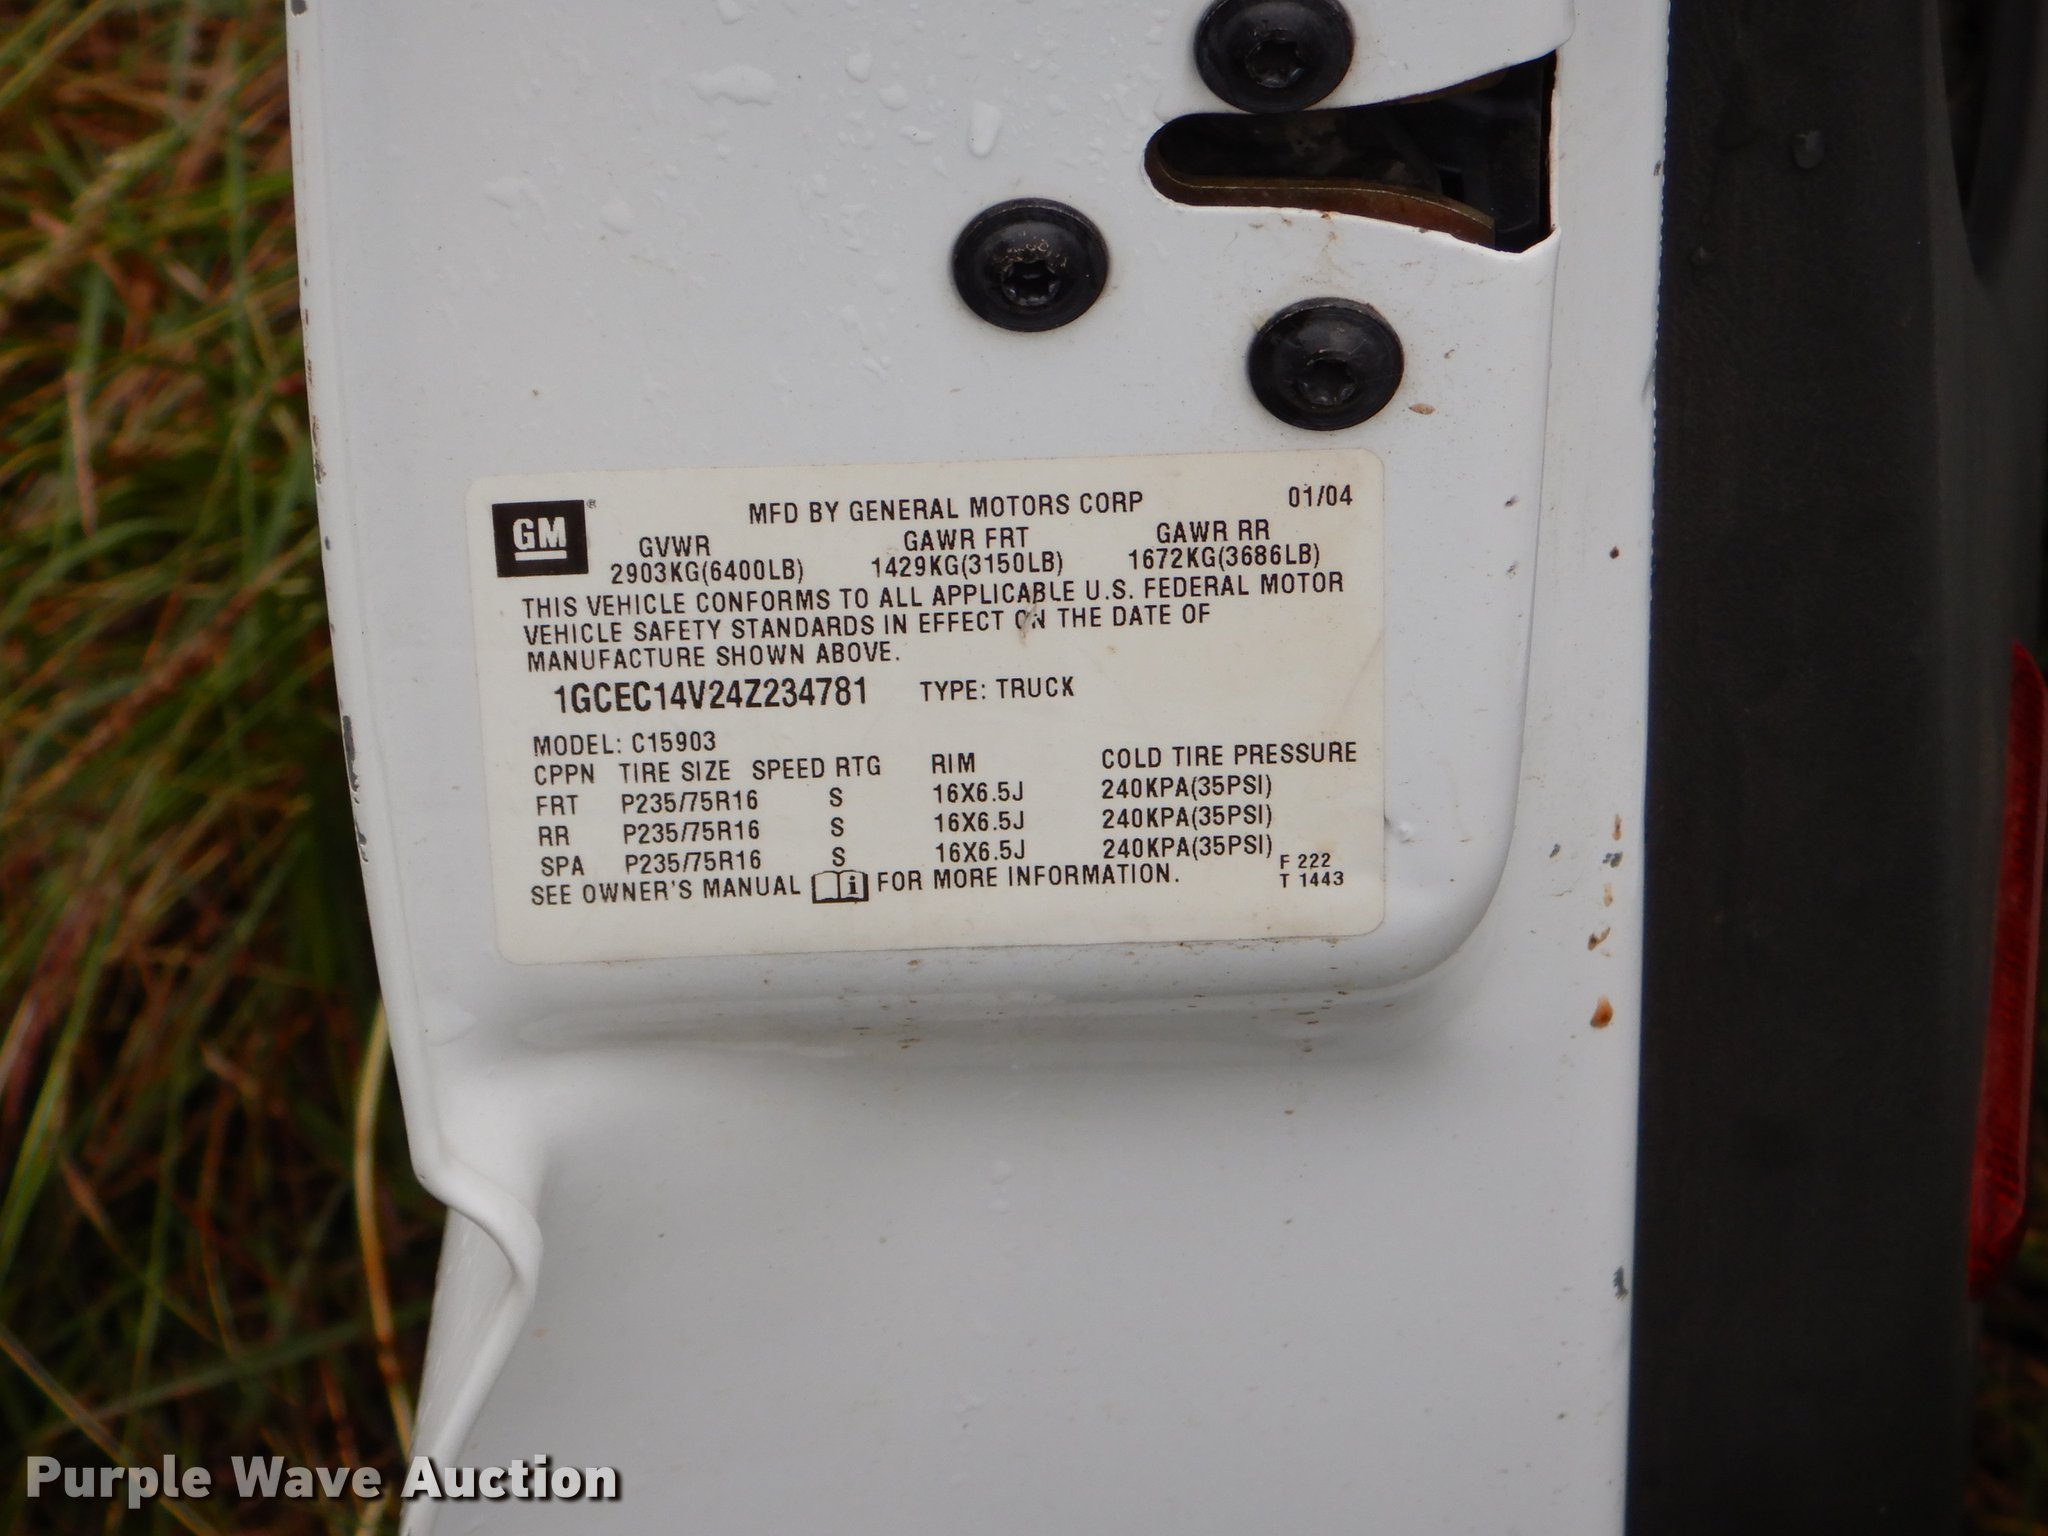 GM ® MFD BY GENERAL MOTORS CORP 01/04
GVWR GAWR FRT GAWR RR
2903KG(6400LB) 1429KG(3150LB) 1672KG(3686LB)
THIS VEHICLE CONFORMS TO ALL APPLICABLE U.S. FEDERAL MOTOR
VEHICLE SAFETY STANDARDS IN EFFECT ON THE DATE OF
MANUFACTURE SHOWN ABOVE.
1GCEC14V24Z234781 TYPE: TRUCK
MODEL: C15903
CPPN TIRE SIZE SPEED RTG RIM COLD TIRE PRESSURE
FRT P235/75R16 S 16X6.5J 240KPA(35PSI)
RR P235/75R16 S 16X6.5J 240KPA(35PSI)
SPA P235/75R16 S 16X6.5J 240KPA(35PSI)
SEE OWNER'S MANUAL i FOR MORE INFORMATION.
F 222
T 1443
Purple Wave Auction